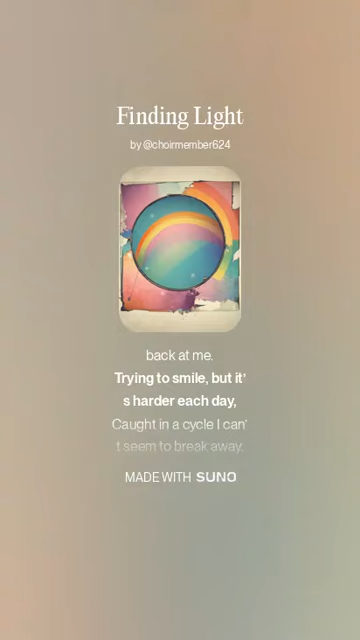 Finding Light
by @choirmember624
back at me.
Trying to smile, but it'
s harder each day,
Caught in a cycle I can'
t seem to break away.
MADE WITH SUNO